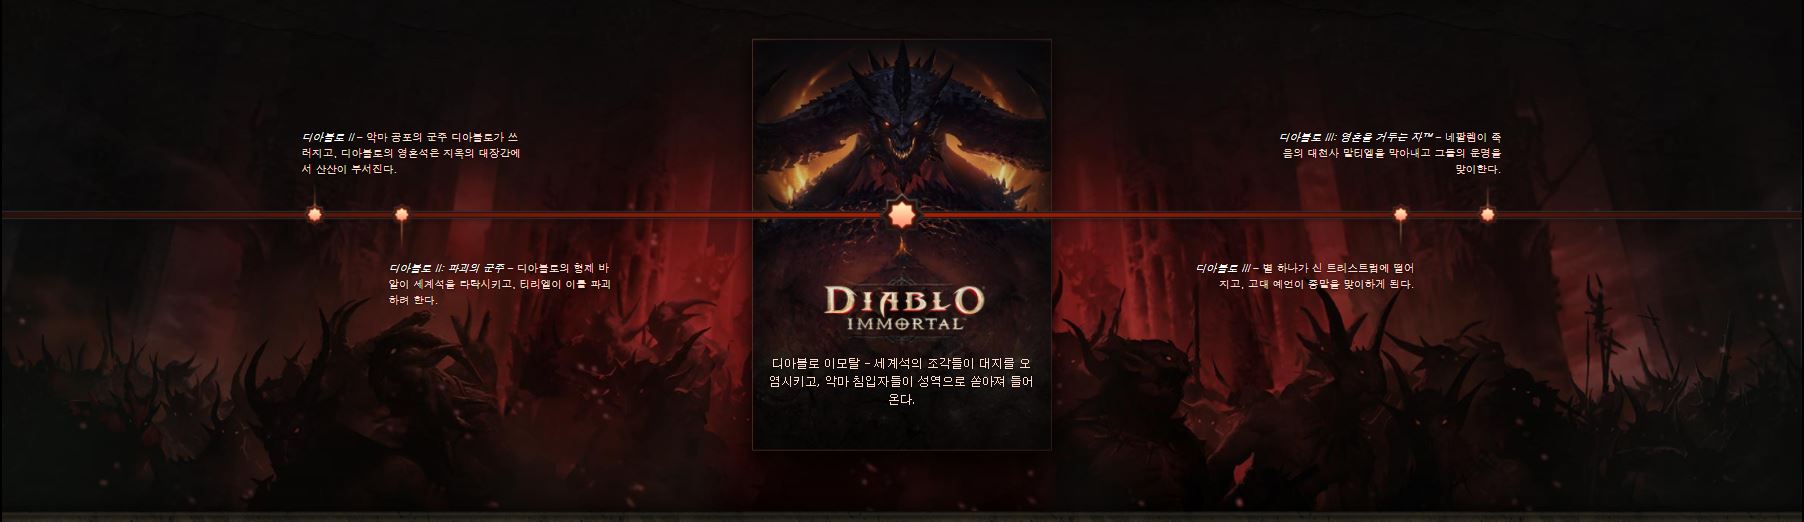 디아블로 II – 악마 공포의 군주 디아블로가 쓰
러지고, 디아블로의 영혼석은 지옥의 대장간에
서 산산이 부서진다.
디아블로 II: 파괴의 군주 – 디아블로의 형제 바
알이 세계석을 타락시키고, 티리엘이 이를 파괴
하려 한다.
DIABLO
IMMORTAL
디아블로 이모탈 – 세계석의 조각들이 대지를 오
염시키고, 악마 침입자들이 성역으로 쏟아져 들어
온다.
디아블로 III – 별 하나가 신 트리스트럼에 떨어
지고, 고대 예언이 종말을 맞이하게 된다.
디아블로 III: 영혼을 거두는 자™ – 네팔렘이 죽
음의 대천사 말티엘을 막아내고 그들의 운명을
맞이한다.